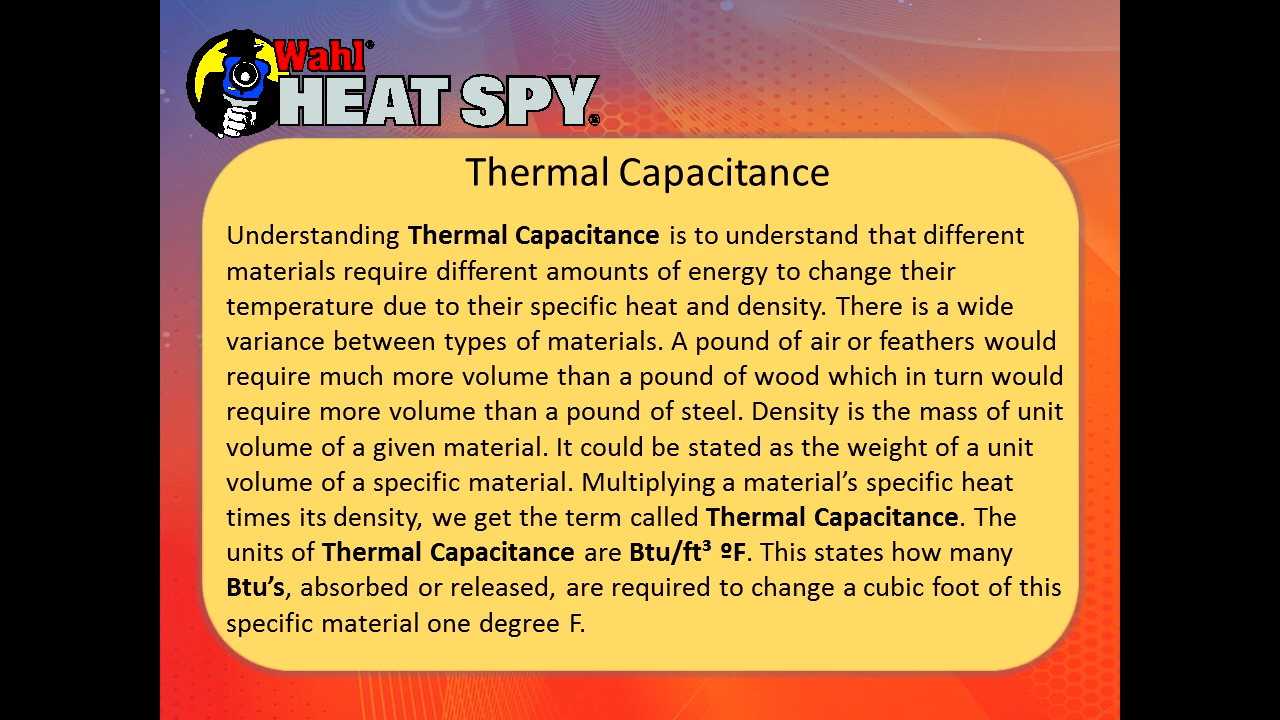 Wahl®
HEAT SPY®
Thermal Capacitance
Understanding Thermal Capacitance is to understand that different
materials require different amounts of energy to change their
temperature due to their specific heat and density. There is a wide
variance between types of materials. A pound of air or feathers would
require much more volume than a pound of wood which in turn would
require more volume than a pound of steel. Density is the mass of unit
volume of a given material. It could be stated as the weight of a unit
volume of a specific material. Multiplying a material’s specific heat
times its density, we get the term called Thermal Capacitance. The
units of Thermal Capacitance are Btu/ft³ ºF. This states how many
Btu’s, absorbed or released, are required to change a cubic foot of this
specific material one degree F.